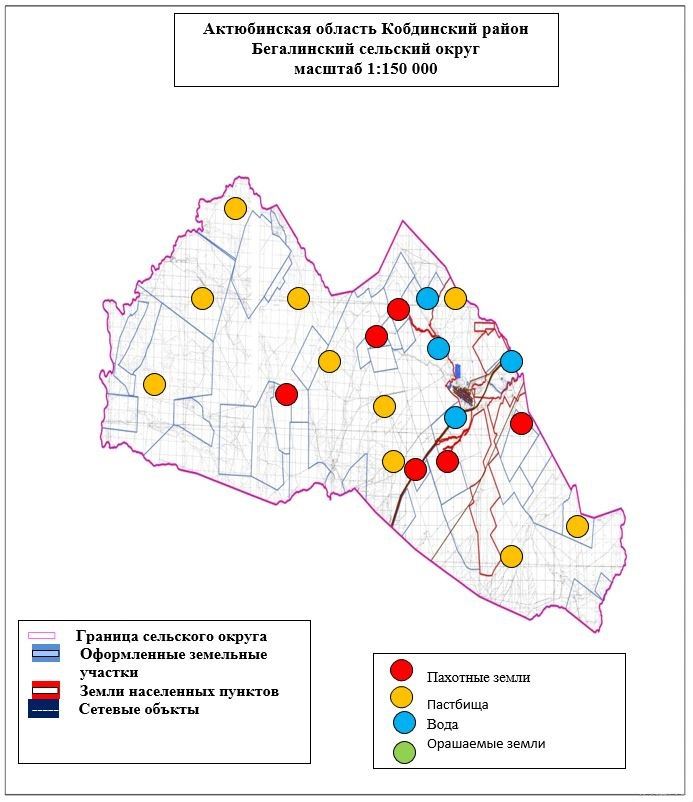 Актюбинская область Кобдинский район
Бегалинский сельский округ
масштаб 1:150 000
Граница сельского округа
Оформленные земельные
участки
Земли населенных пунктов
Сетевые объкты
Пахотные земли
Пастбища
Вода
Орашаемые земли